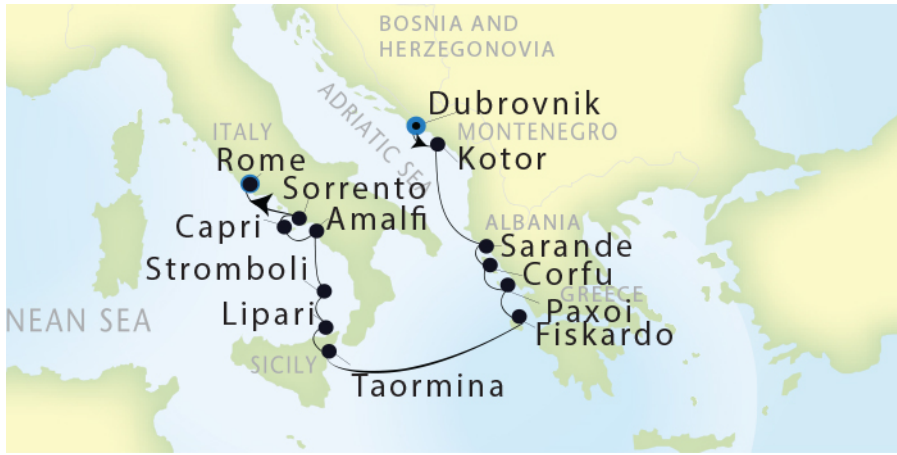 BOSNIA AND
HERZEGONOVIA
Dubrovnik
ADRIATIC SEA
MONTENEGRO
ITALY
Kotor
Rome
Sorrento
Capri
Amalfi
ALBANIA
Sarande
Stromboli
Corfu
GREECE
Paxoi
Lipari
NEAN SEA
Fiskardo
SICILY
Taormina